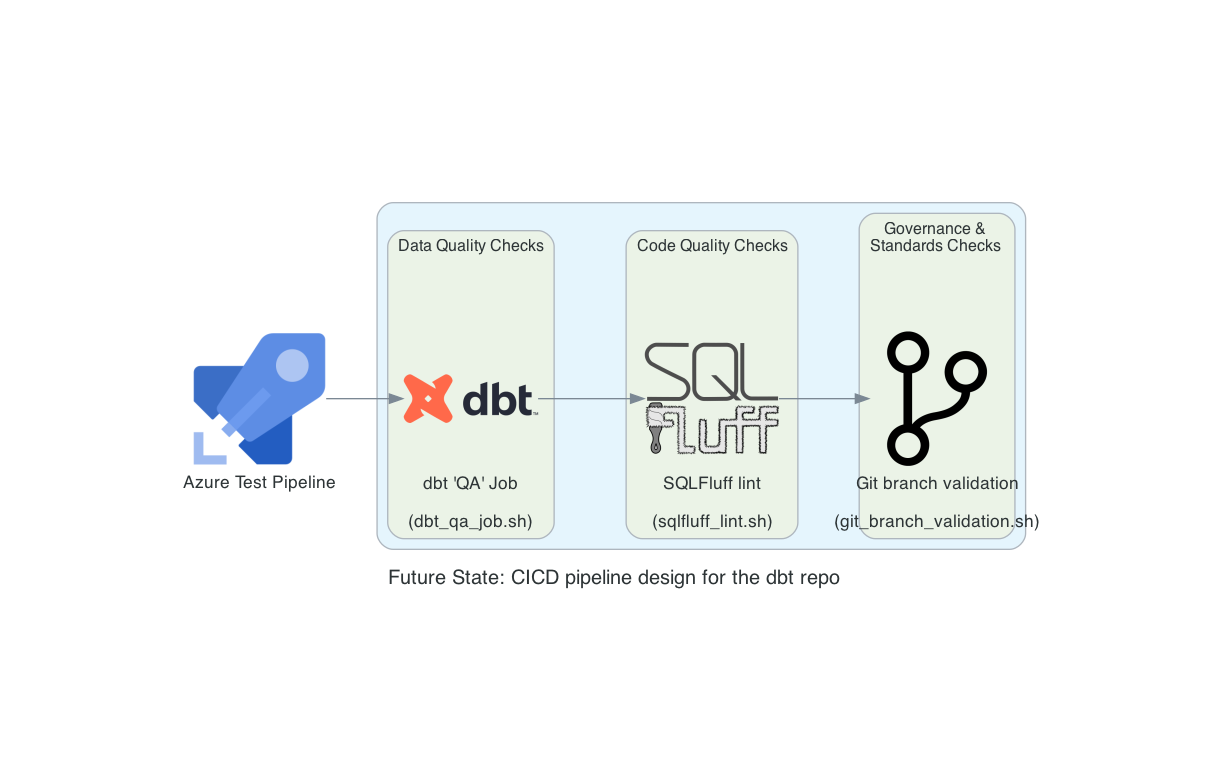 Governance &
Standards Checks
Data Quality Checks
Code Quality Checks
SQL
fluff
dbt
TM
Azure Test Pipeline
dbt 'QA' Job
SQLFluff lint
Git branch validation
(dbt_qa_job.sh)
(sqlfluff_lint.sh)
(git_branch_validation.sh)
Future State: CICD pipeline design for the dbt repo